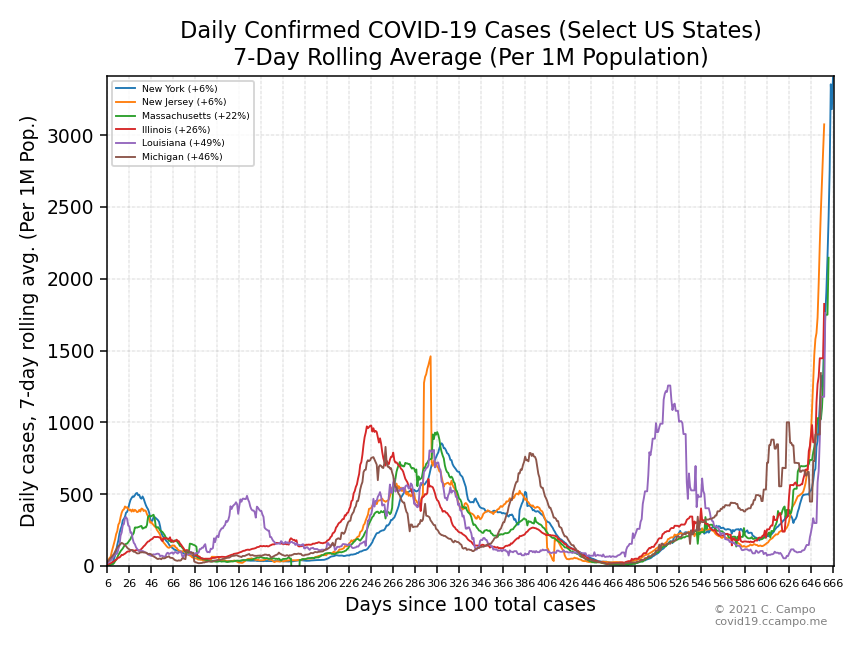 Daily Confirmed COVID-19 Cases (Select US States)
7-Day Rolling Average (Per 1M Population)
Daily cases, 7-day rolling avg. (Per 1M Pop.)
3000
2500
2000
1500
1000
500
0
New York (+6%)
New Jersey (+6%)
Massachusetts (+22%)
Illinois (+26%)
Louisiana (+49%)
Michigan (+46%)
6 26 46 66 86 106 126 146 166 186 206 226 246 266 286 306 326 346 366 386 406 426 446 466 486 506 526 546 566 586 606 626 646 666
Days since 100 total cases
© 2021 C. Campo
covid19.ccampo.me